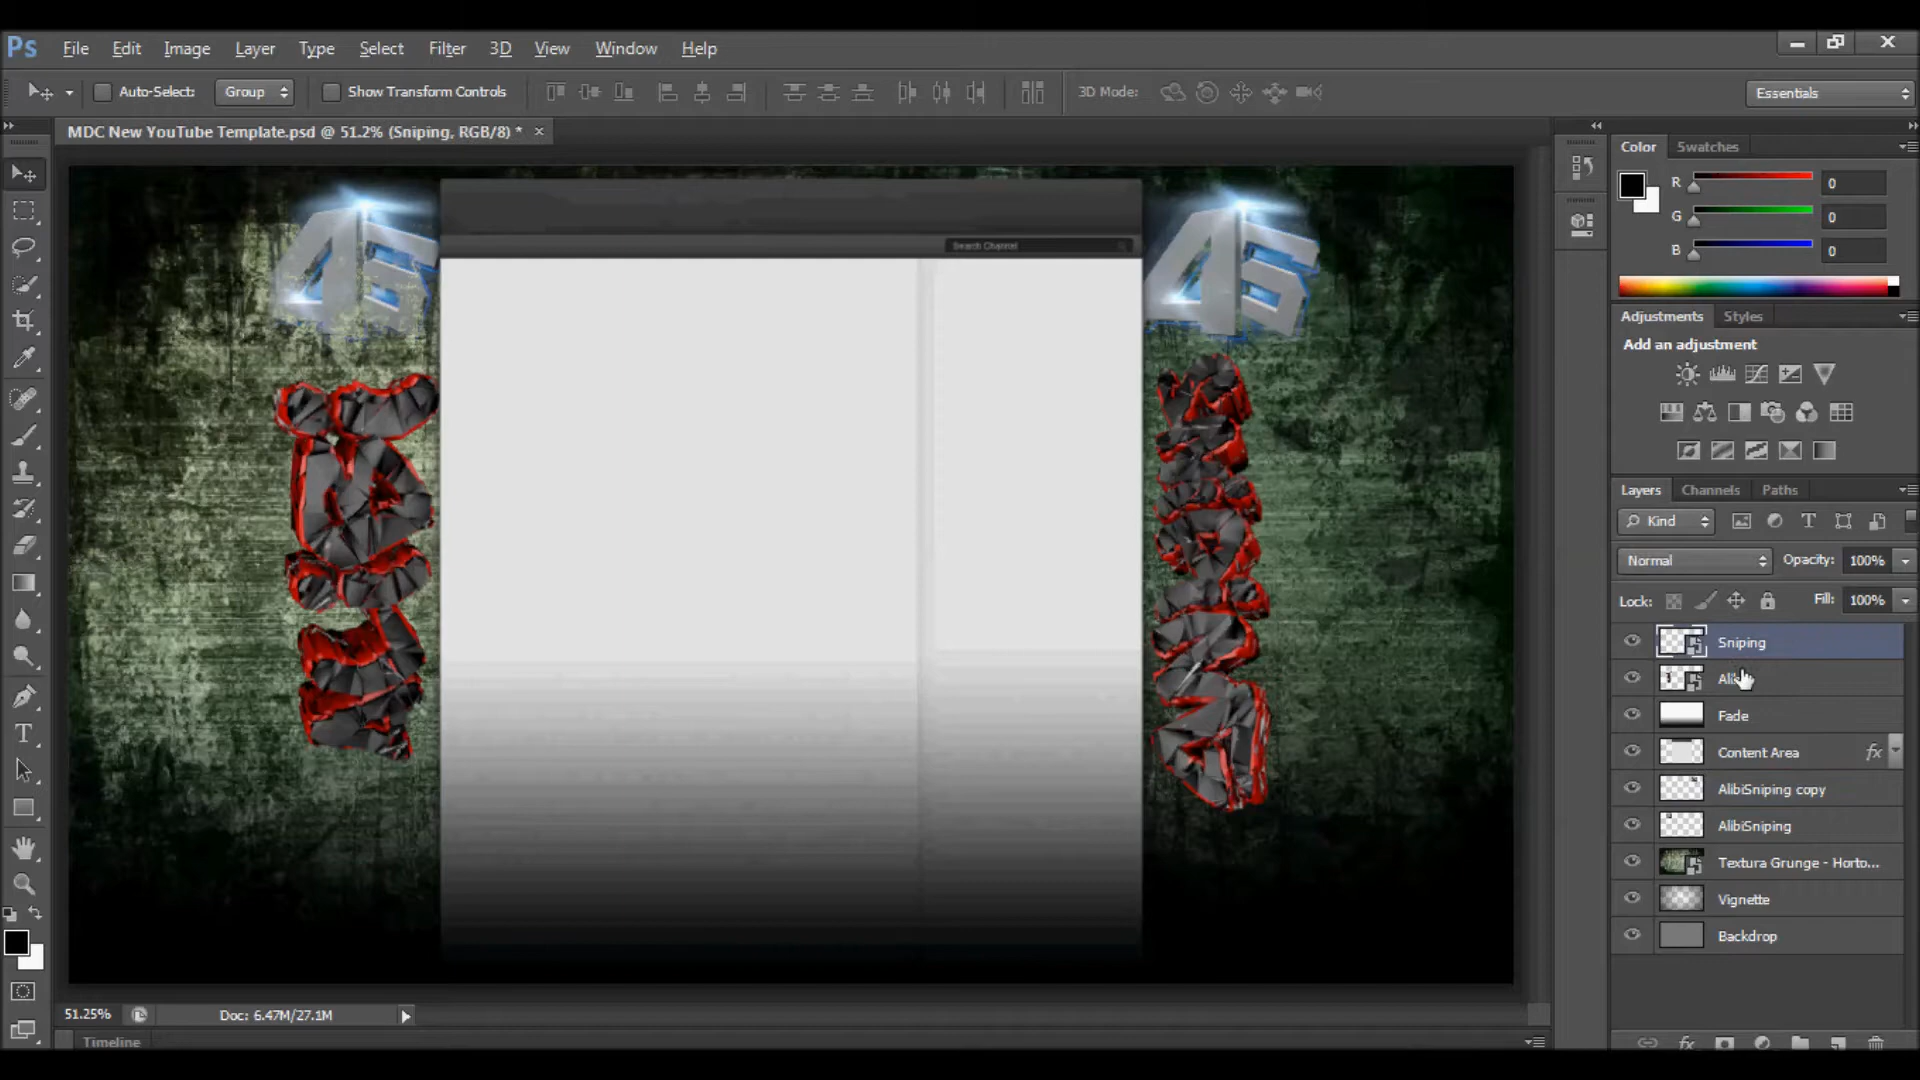 Ps File Edit Image Layer Type Select Filter 3D View Window Help
Auto-Select: Group Show Transform Controls 3D Mode: Essentials
MDC New YouTube Template.psd @ 51.2% (Sniping, RGB/8) * ×
Color Swatches
R 0
G 0
B 0
Search Channel
Adjustments Styles
Add an adjustment
Layers Channels Paths
Kind
Normal Opacity: 100%
Lock: Fill: 100%
Sniping
Fade
Content Area fx
AlibiSniping copy
AlibiSniping
Textura Grunge - Horto...
Vignette
Backdrop
51.25% Doc: 6.47M/27.1M
Timeline